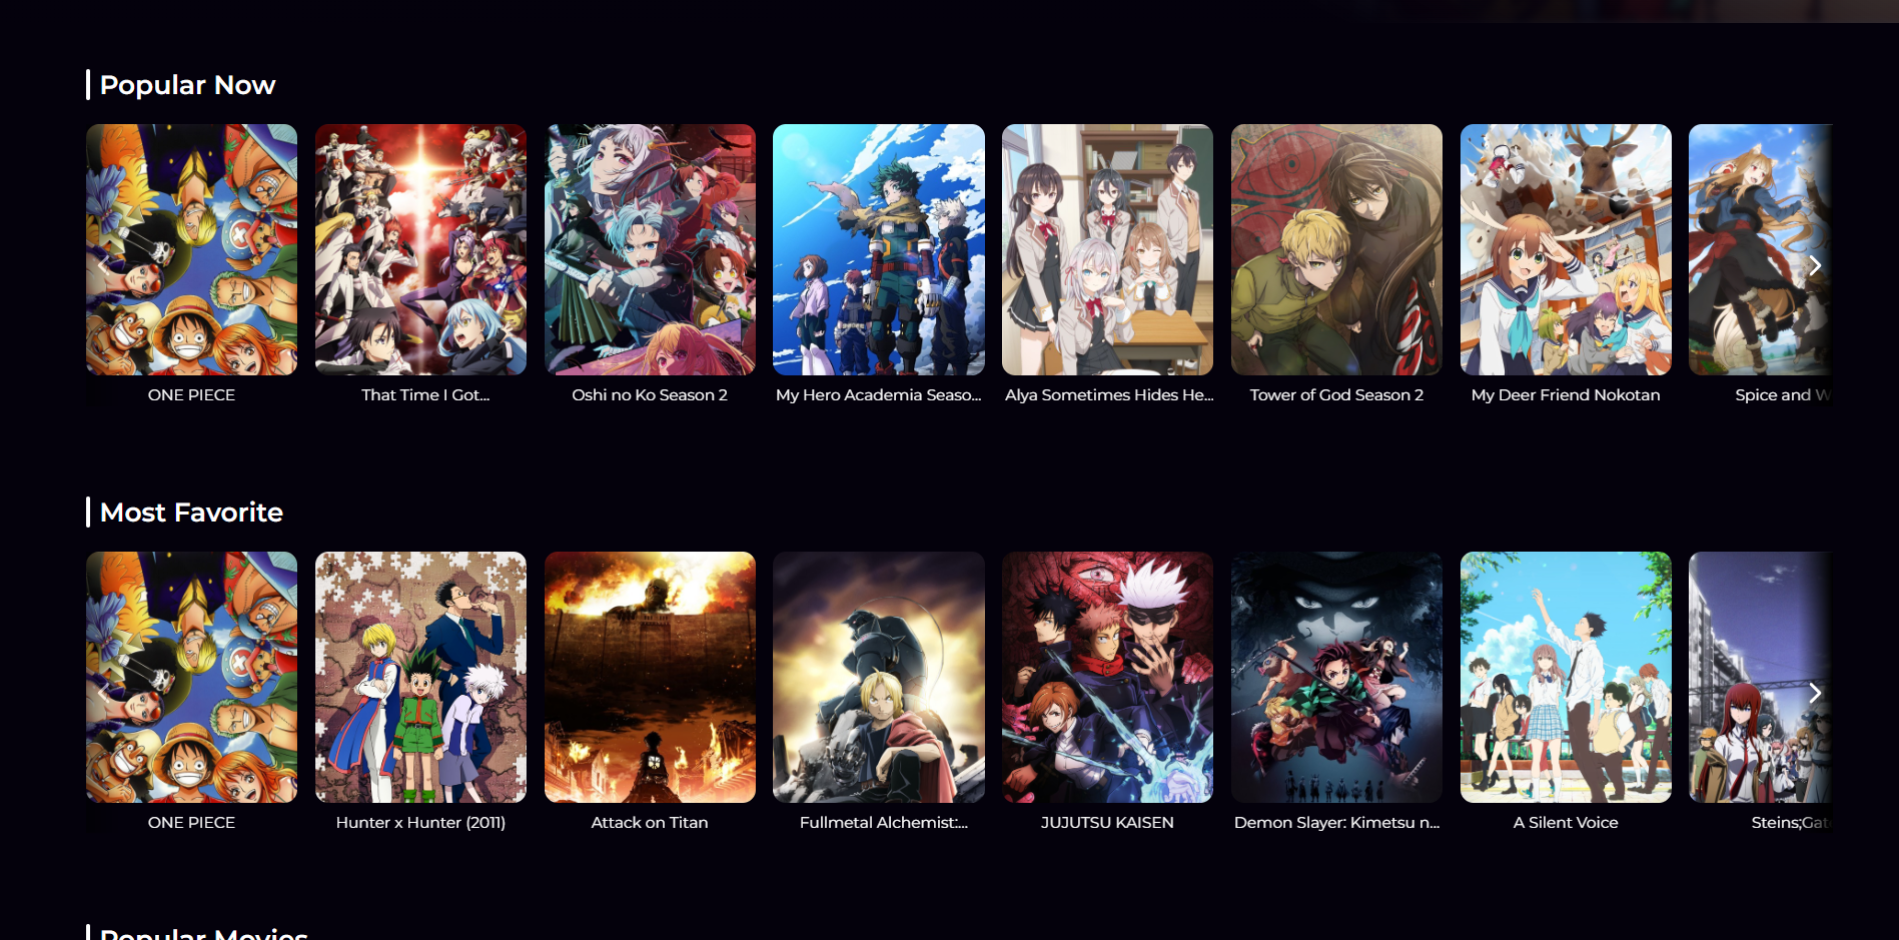 Popular Now
ONE PIECE
That Time I Got...
Oshi no Ko Season 2
My Hero Academia Seaso...
Alya Sometimes Hides He...
Tower of God Season 2
My Deer Friend Nokotan
Spice and W
Most Favorite
ONE PIECE
Hunter x Hunter (2011)
Attack on Titan
Fullmetal Alchemist:...
JUJUTSU KAISEN
Demon Slayer: Kimetsu n...
A Silent Voice
Steins;Gate
Popular Movies